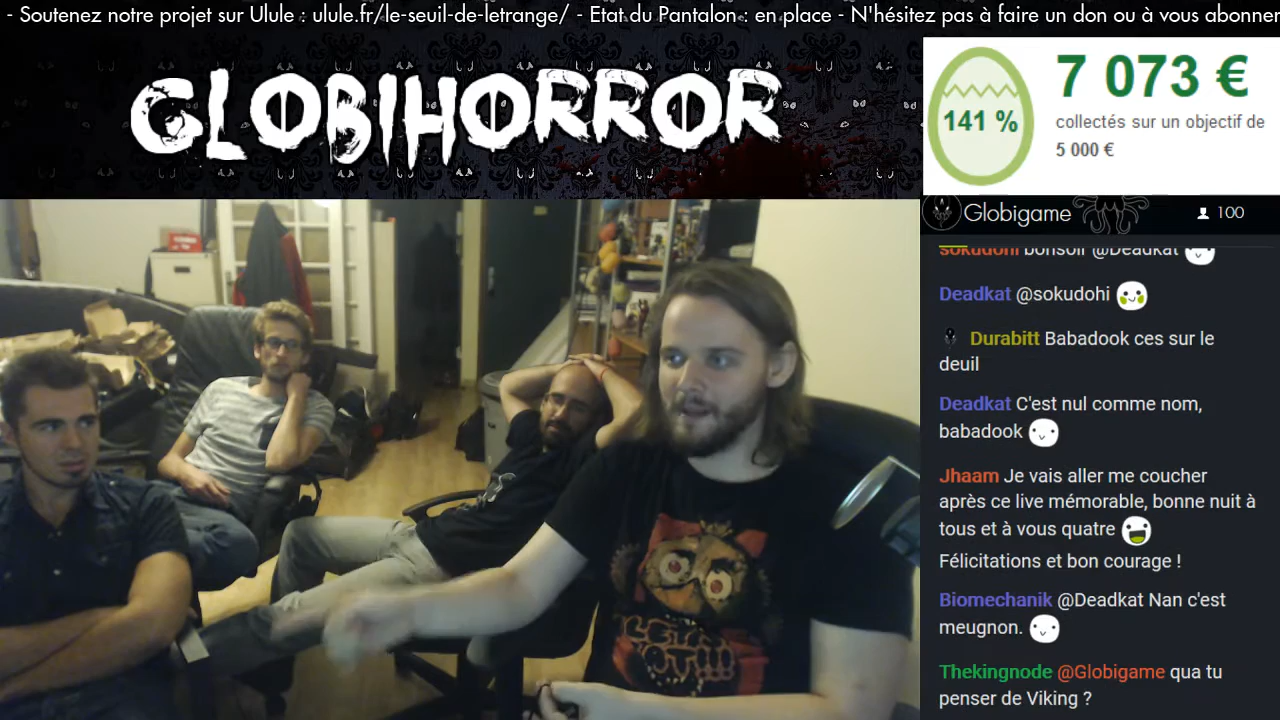 - Soutenez notre projet sur Ulule : ulule.fr/le-seuil-de-letrange/ - Etat du Pantalon : en place - N'hésitez pas à faire un don ou à vous abonner
GLOBIHORROR
7 073 €
141 %
collectés sur un objectif de
5 000 €
Globigame
100
sokudohi bonsoir @Deadkat
Deadkat @sokudohi
Durabitt Babadook ces sur le
deuil
Deadkat C'est nul comme nom,
babadook
Jhaam Je vais aller me coucher
après ce live mémorable, bonne nuit à
tous et à vous quatre
Félicitations et bon courage !
Biomechanik @Deadkat Nan c'est
meugnon.
Thekingnode @Globigame qua tu
penser de Viking ?